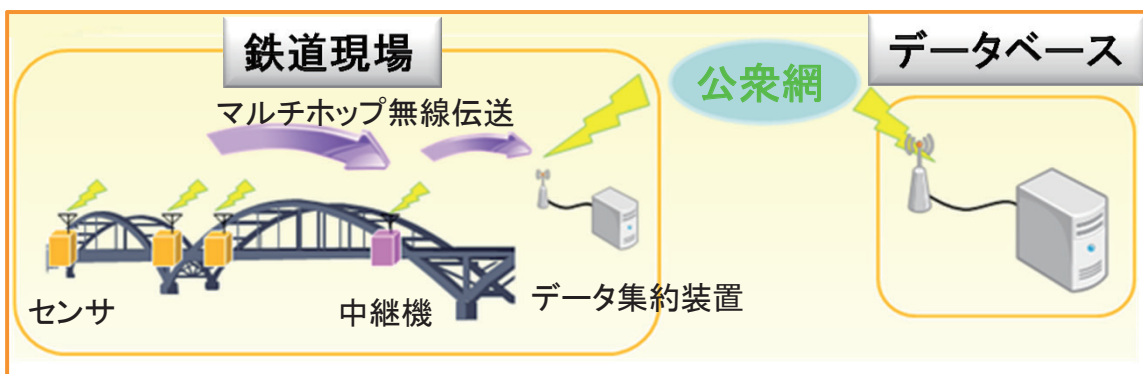 鉄道現場
データベース
公衆網
マルチホップ無線伝送
センサ
中継機
データ集約装置